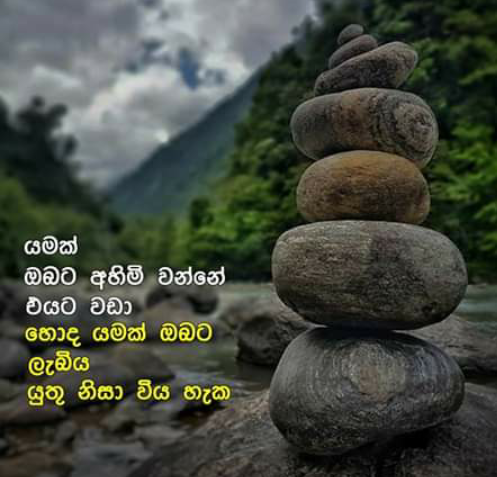 යමක්
ඔබට අහිමි වන්නේ
එයට වඩා
හොඳ යමක් ඔබට
ලැබිය
යුතු නිසා විය හැක